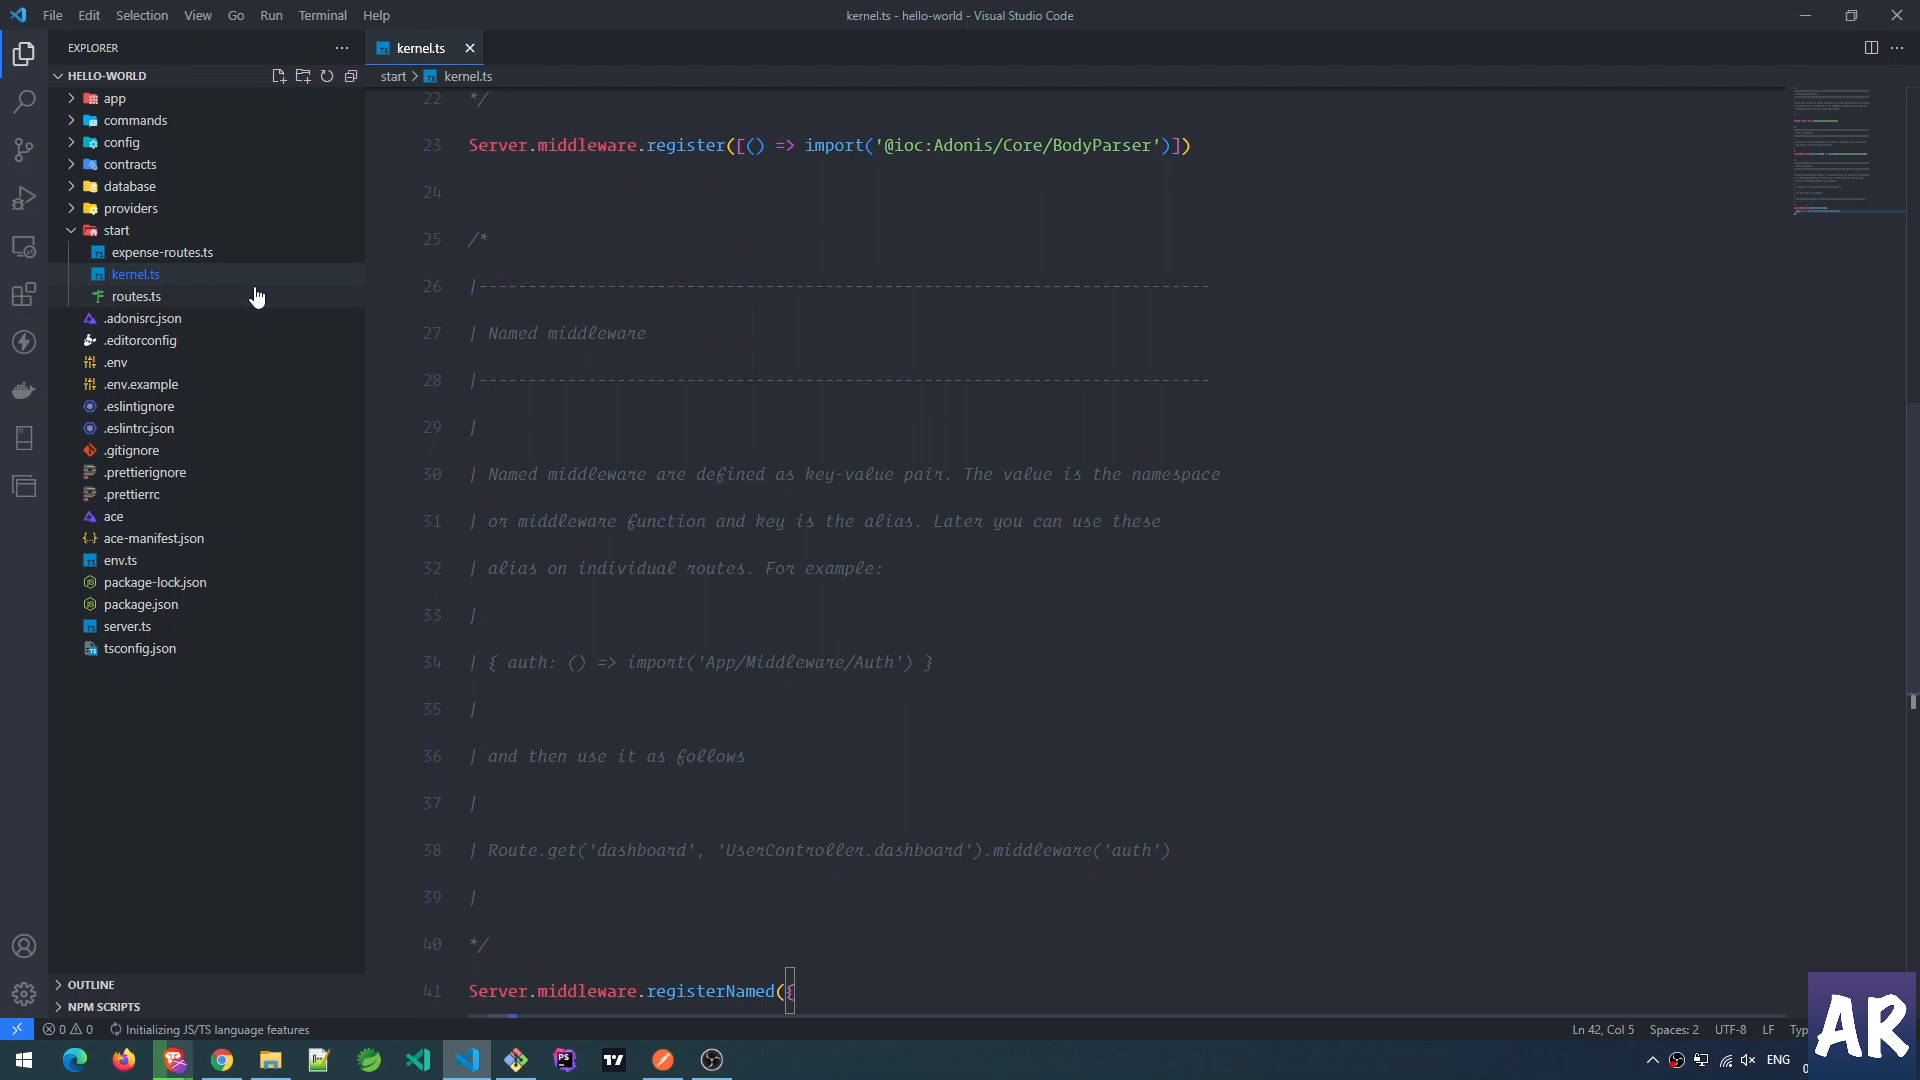 File Edit Selection View Go Run Terminal Help
kernel.ts - hello-world - Visual Studio Code
EXPLORER
HELLO-WORLD
app
commands
config
contracts
database
providers
start
expense-routes.ts
kernel.ts
routes.ts
.adonisrc.json
.editorconfig
.env
.env.example
.eslintignore
.eslintrc.json
.gitignore
.prettierignore
.prettierrc
ace
ace-manifest.json
env.ts
package-lock.json
package.json
server.ts
tsconfig.json
OUTLINE
NPM SCRIPTS
kernel.ts
start > kernel.ts
22 */
23 Server.middleware.register([() => import('@ioc:Adonis/Core/BodyParser')])
24
25 /*
26 |--------------------------------------------------------------------------
27 | Named middleware
28 |--------------------------------------------------------------------------
29 |
30 | Named middleware are defined as key-value pair. The value is the namespace
31 | or middleware function and key is the alias. Later you can use these
32 | alias on individual routes. For example:
33 |
34 | { auth: () => import('App/Middleware/Auth') }
35 |
36 | and then use it as follows
37 |
38 | Route.get('dashboard', 'UserController.dashboard').middleware('auth')
39 |
40 */
41 Server.middleware.registerNamed({
0 0 Initializing JS/TS language features
Ln 42, Col 5 Spaces: 2 UTF-8 LF
ENG
AR